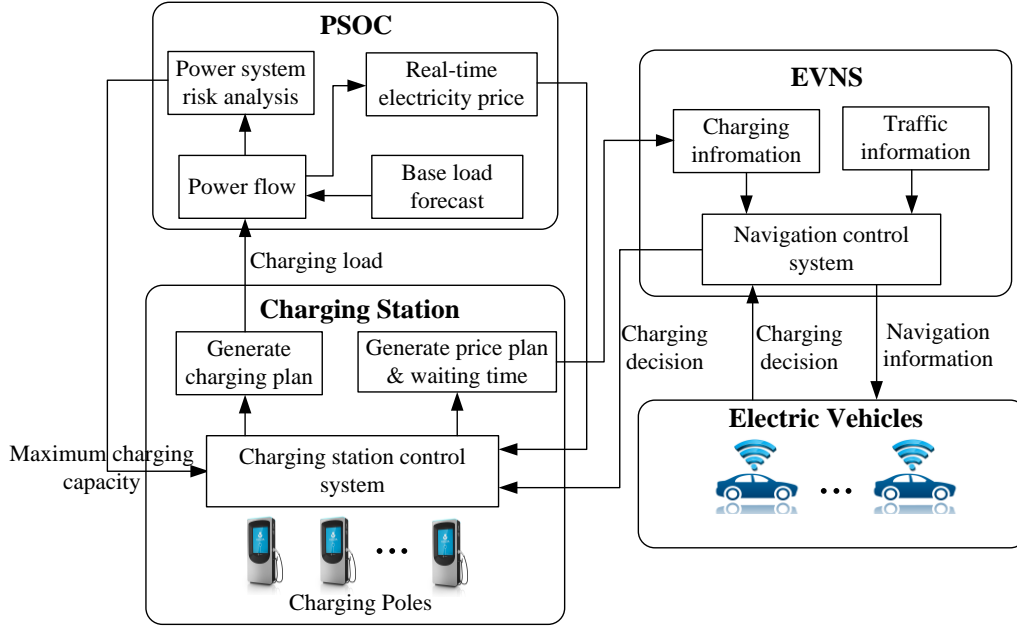 PSOC
Power system
risk analysis
Real-time
electricity price
Power flow
Base load
forecast
Charging load
EVNS
Charging
infromation
Traffic
information
Navigation control
system
Charging
decision
Charging
decision
Navigation
information
Charging Station
Generate
charging plan
Generate price plan
& waiting time
Maximum charging
capacity
Charging station control
system
Charging Poles
Electric Vehicles